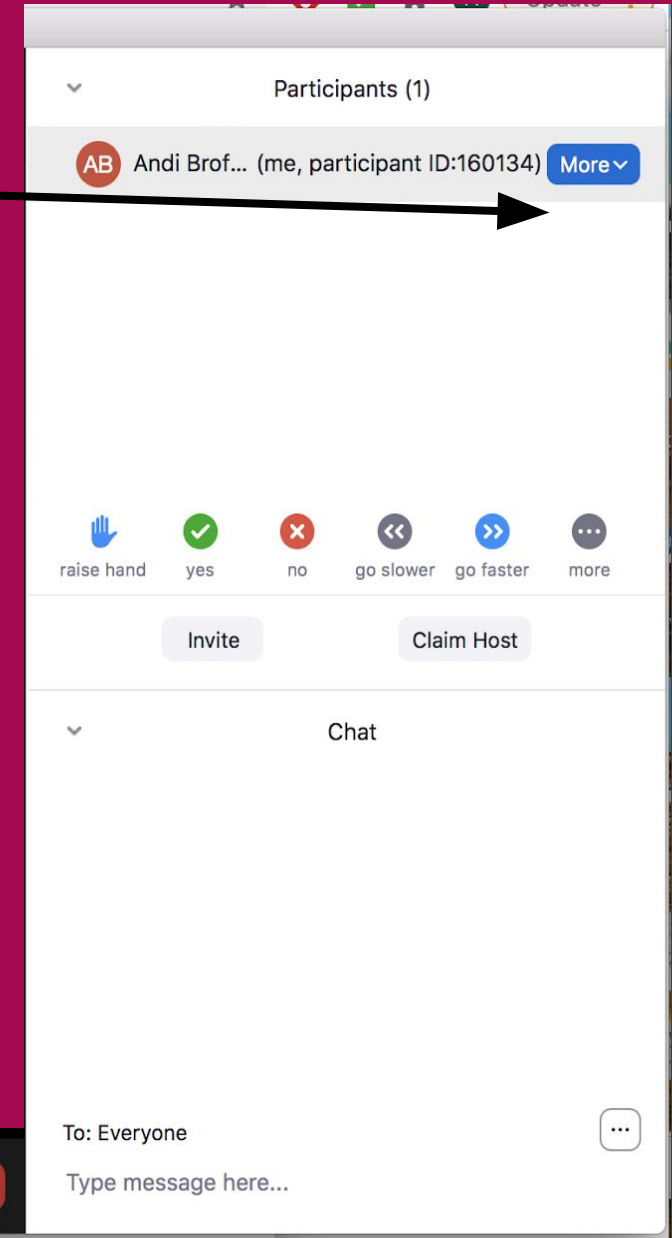 Participants (1)
AB Andi Brof... (me, participant ID:160134) More
raise hand yes no go slower go faster more
Invite Claim Host
Chat
To: Everyone
...
Type message here...